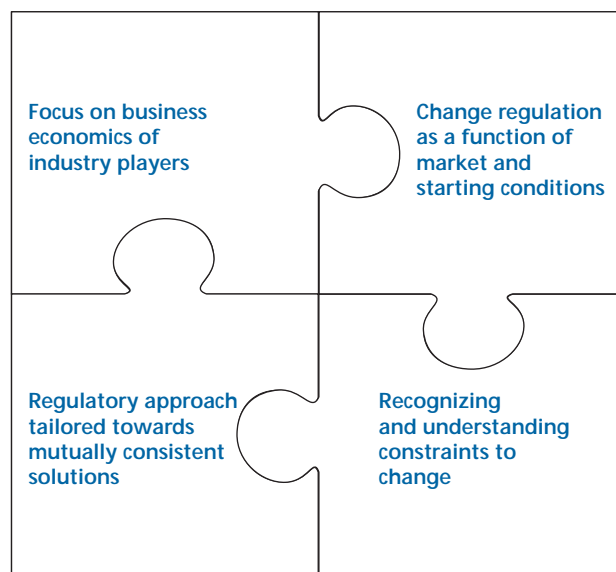 Focus on business
economics of
industry players
Change regulation
as a function of
market and
starting conditions
Regulatory approach
tailored towards
mutually consistent
solutions
Recognizing
and understanding
constraints to
change